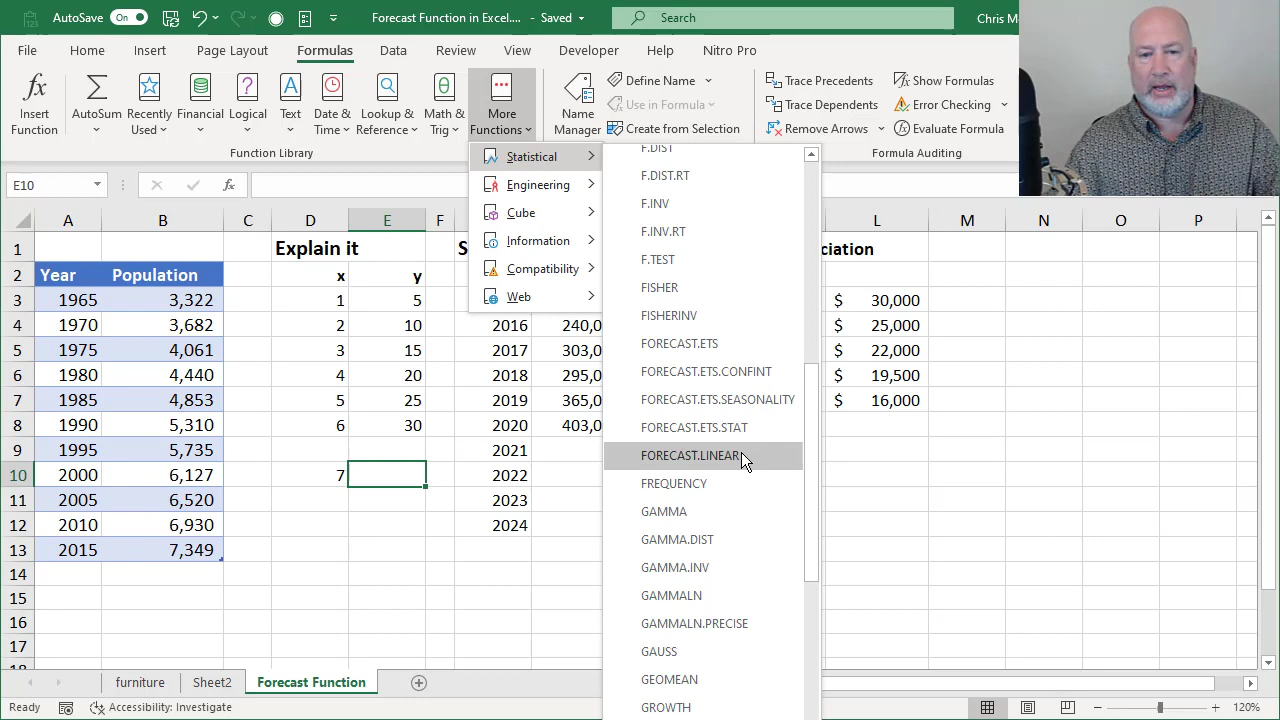 AutoSave On Forecast Function in Excel.... - Saved Search Chris M
File Home Insert Page Layout Formulas Data Review View Developer Help Nitro Pro
Insert Function AutoSum Recently Used Financial Logical Text Date & Time Lookup & Reference Math & Trig More Functions Name Manager
Define Name
Use in Formula
Create from Selection
Trace Precedents
Trace Dependents
Remove Arrows
Show Formulas
Error Checking
Evaluate Formula
Function Library Formula Auditing
E10 fx
Statistical
Engineering
Cube
Information
Compatibility
Web
F.DIST
F.DIST.RT
F.INV
F.INV.RT
F.TEST
FISHER
FISHERINV
FORECAST.ETS
FORECAST.ETS.CONFINT
FORECAST.ETS.SEASONALITY
FORECAST.ETS.STAT
FORECAST.LINEAR
FREQUENCY
GAMMA
GAMMA.DIST
GAMMA.INV
GAMMALN
GAMMALN.PRECISE
GAUSS
GEOMEAN
GROWTH
A B C D E F L M N O P
1 Explain it S ciation
2 Year Population x y
3 1965 3,322 1 5 $ 30,000
4 1970 3,682 2 10 2016 240,0 $ 25,000
5 1975 4,061 3 15 2017 303,0 $ 22,000
6 1980 4,440 4 20 2018 295,0 $ 19,500
7 1985 4,853 5 25 2019 365,0 $ 16,000
8 1990 5,310 6 30 2020 403,0
9 1995 5,735 2021
10 2000 6,127 7 2022
11 2005 6,520 2023
12 2010 6,930 2024
13 2015 7,349
14
15
16
17
furniture Sheet2 Forecast Function
Ready Accessibility: Investigate 120%